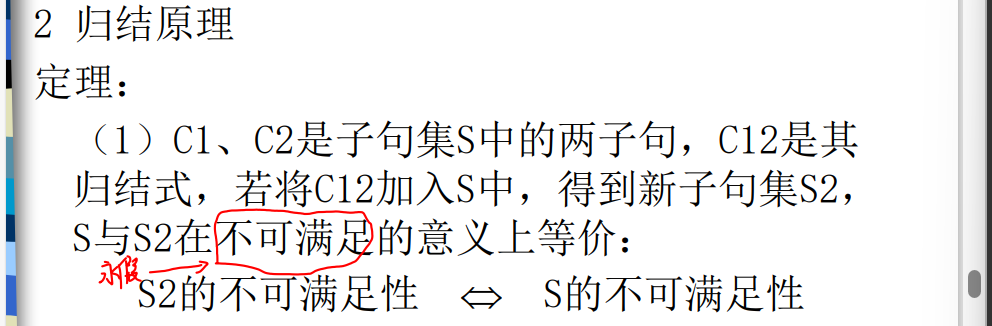 2 归结原理
定理：
（1）C1、C2是子句集S中的两子句，C12是其
归结式，若将C12加入S中，得到新子句集S2，
S与S2在不可满足的意义上等价：
永假
S2的不可满足性 ⇔ S的不可满足性